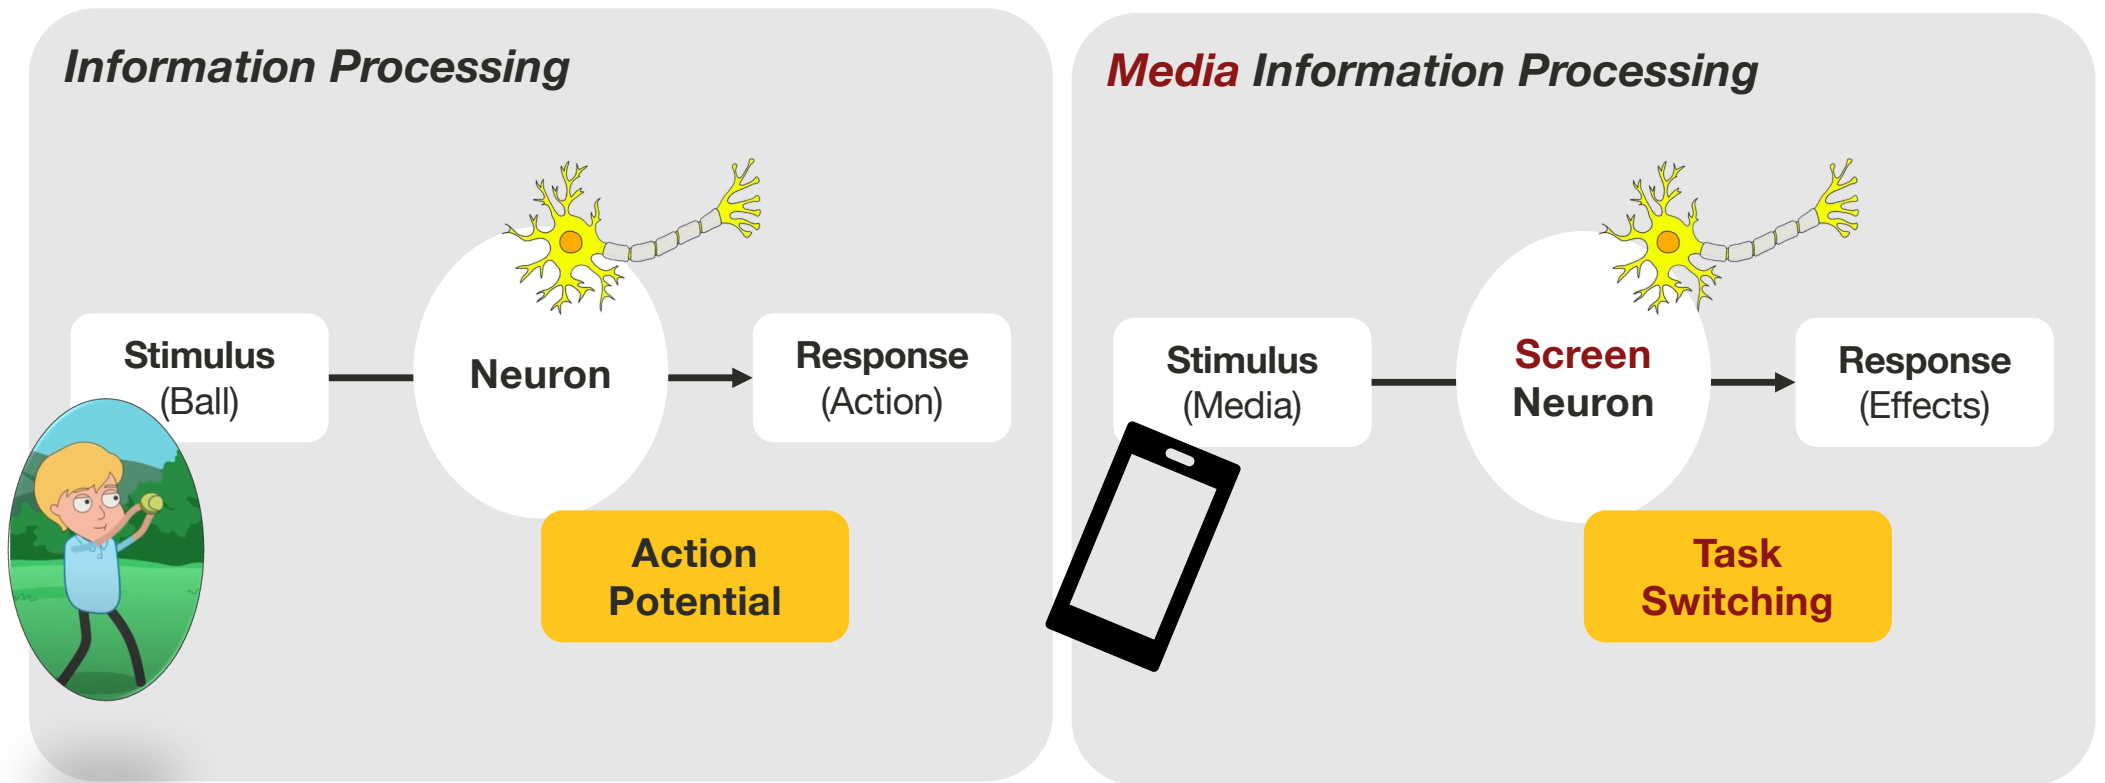 Information Processing
Stimulus
(Ball)
Neuron
Response
(Action)
Action
Potential
Media Information Processing
Stimulus
(Media)
Screen
Neuron
Response
(Effects)
Task
Switching